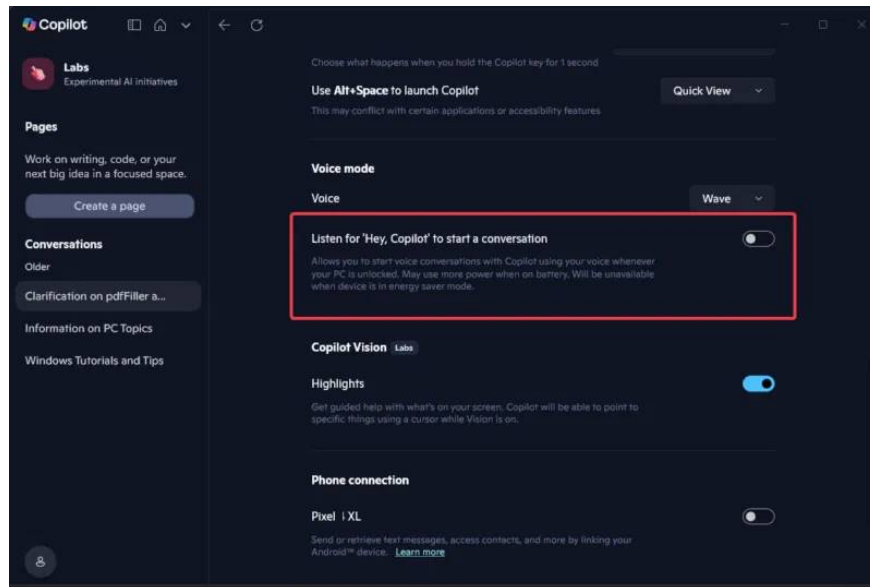 Copilot
Labs
Experimental AI initiatives
Pages
Work on writing, code, or your
next big idea in a focused space.
Create a page
Conversations
Older
Clarification on pdfFiller a...
Information on PC Topics
Windows Tutorials and Tips
Choose what happens when you hold the Copilot key for 1 second
Use Alt+Space to launch Copilot
Quick View
This may conflict with certain applications or accessibility features
Voice mode
Voice
Wave
Listen for 'Hey, Copilot' to start a conversation
Allows you to start voice conversations with Copilot using your voice whenever
your PC is unlocked. May use more power when on battery. Will be unavailable
when device is in energy saver mode.
Copilot Vision Labs
Highlights
Get guided help with what's on your screen. Copilot will be able to point to
specific things using a cursor while Vision is on.
Phone connection
Pixel XL
Send or retrieve text messages, access contacts, and more by linking your
Android™ device. Learn more